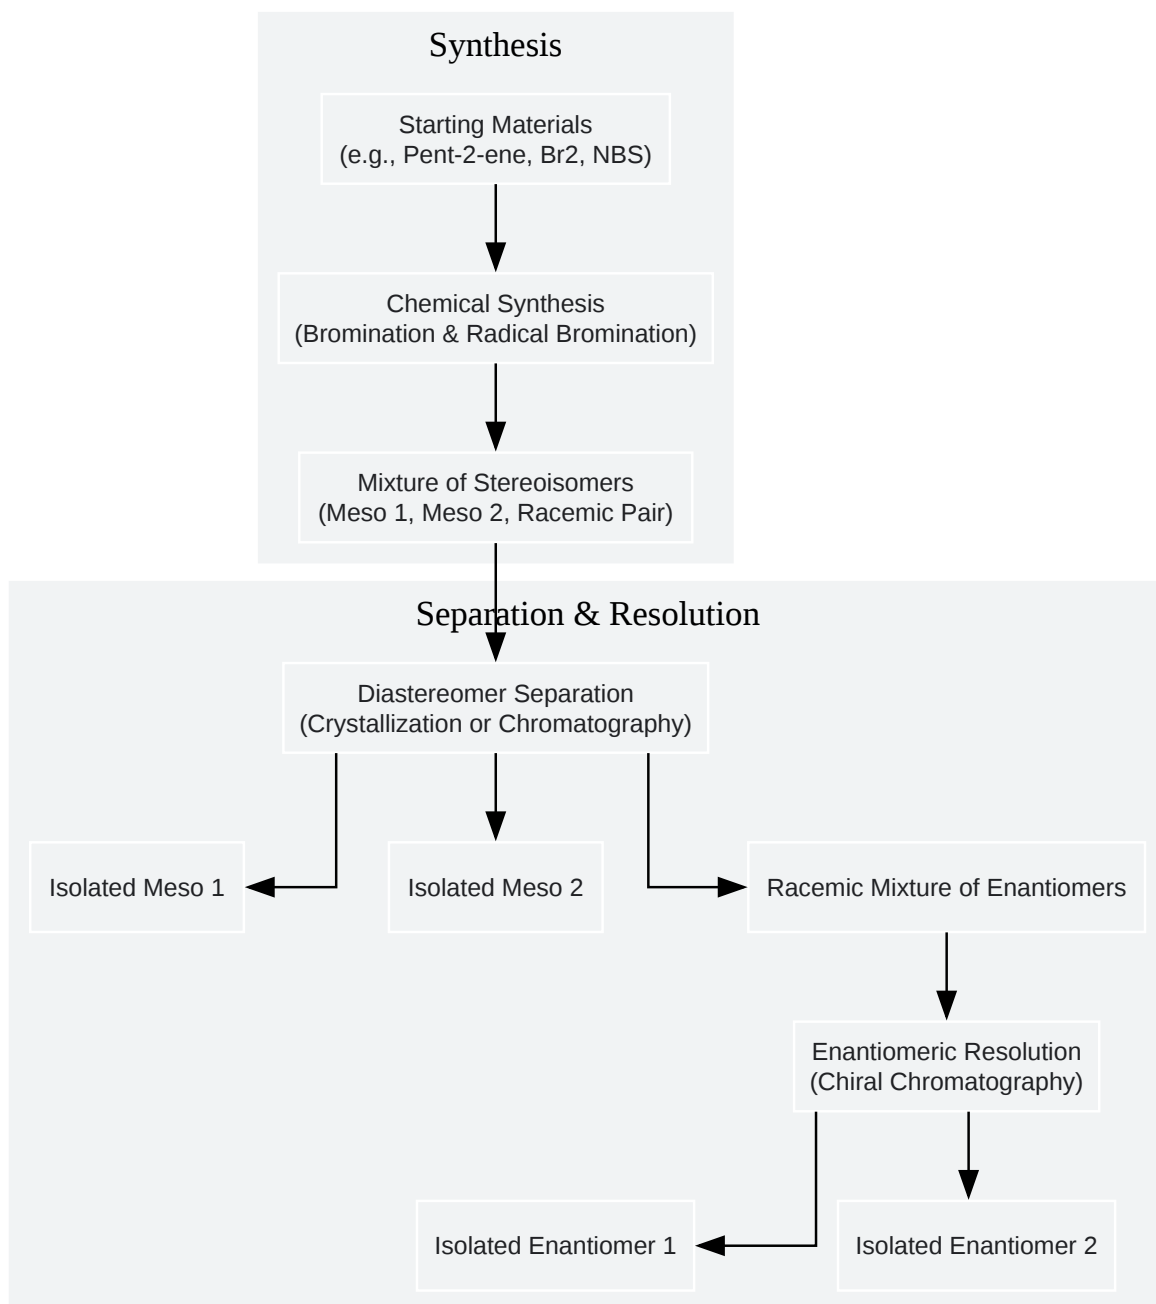 Synthesis
Starting Materials
(e.g., Pent-2-ene, Br2, NBS)
Chemical Synthesis
(Bromination & Radical Bromination)
Mixture of Stereoisomers
(Meso 1, Meso 2, Racemic Pair)
Separation & Resolution
Diastereomer Separation
(Crystallization or Chromatography)
Isolated Meso 1
Isolated Meso 2
Racemic Mixture of Enantiomers
Enantiomeric Resolution
(Chiral Chromatography)
Isolated Enantiomer 1
Isolated Enantiomer 2